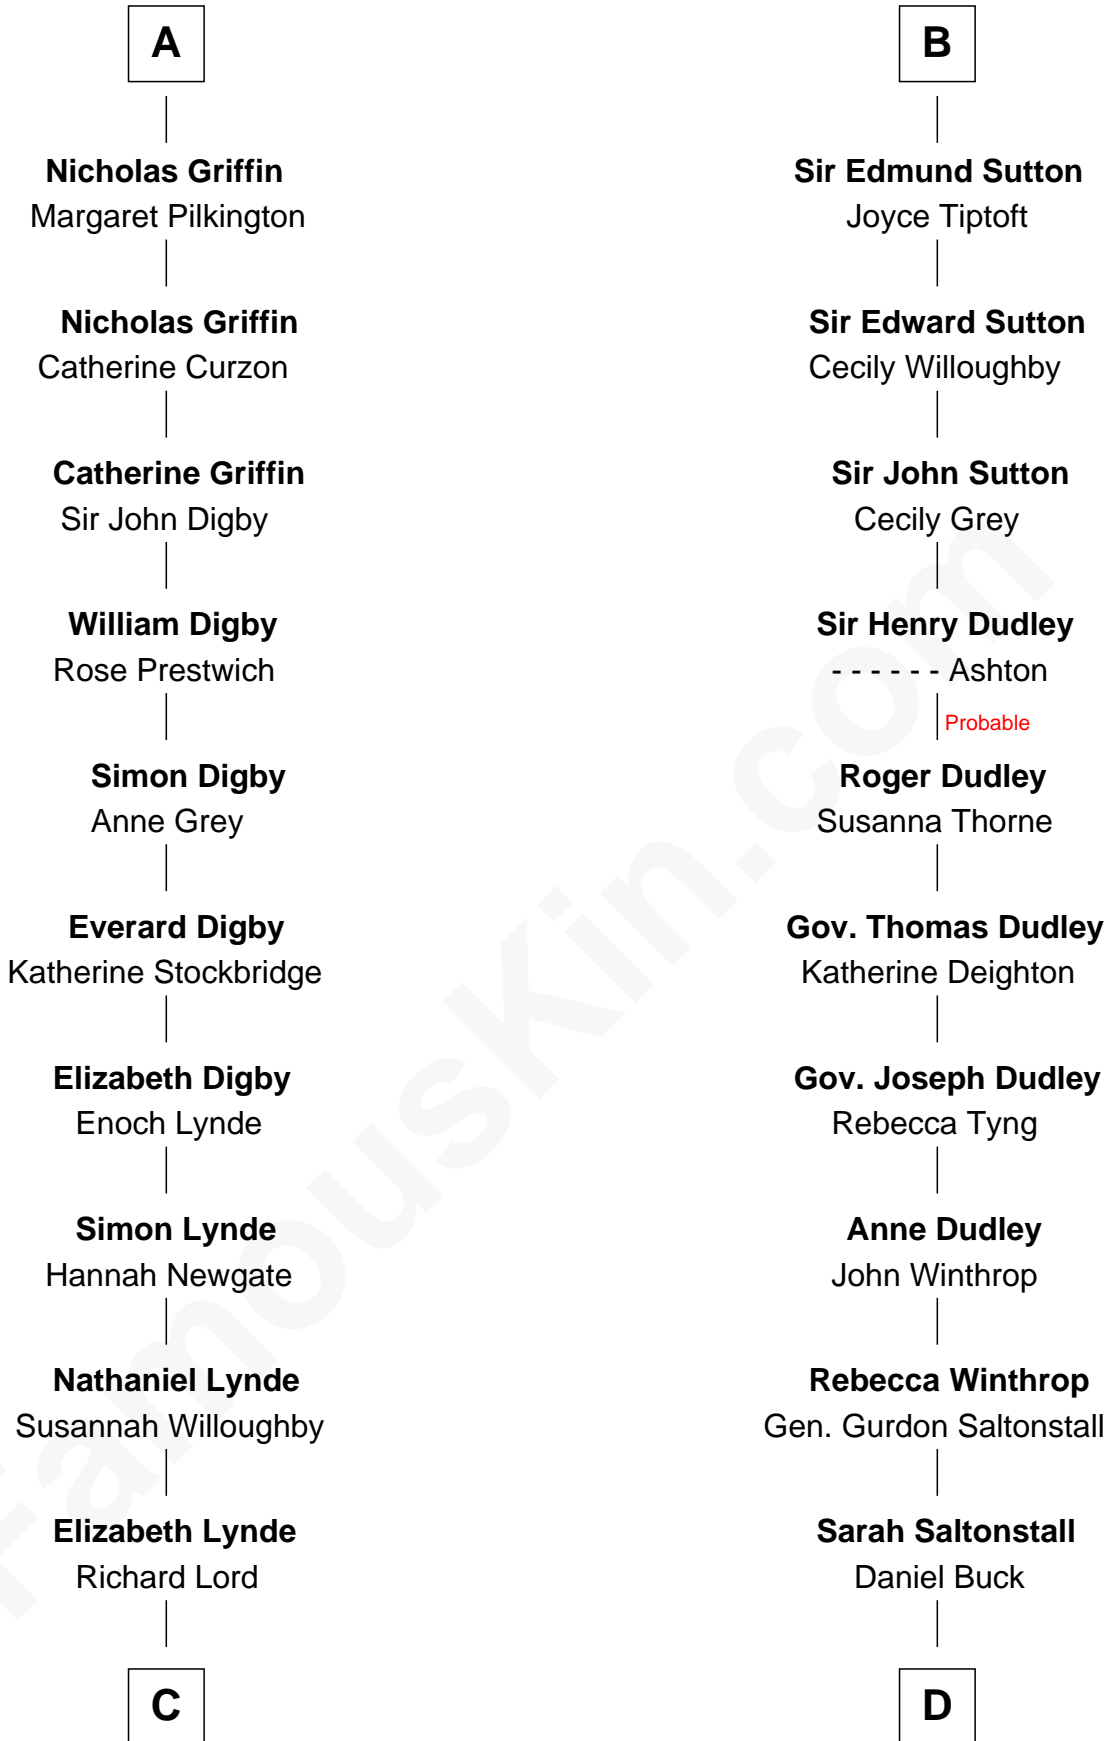 A
Nicholas Griffin
Margaret Pilkington
Nicholas Griffin
Catherine Curzon
Catherine Griffin
Sir John Digby
William Digby
Rose Prestwich
Simon Digby
Anne Grey
Everard Digby
Katherine Stockbridge
Elizabeth Digby
Enoch Lynde
Simon Lynde
Hannah Newgate
Nathaniel Lynde
Susannah Willoughby
Elizabeth Lynde
Richard Lord
C
B
Sir Edmund Sutton
Joyce Tiptoft
Sir Edward Sutton
Cecily Willoughby
Sir John Sutton
Cecily Grey
Sir Henry Dudley
- - - - - - Ashton
Probable
Roger Dudley
Susanna Thorne
Gov. Thomas Dudley
Katherine Deighton
Gov. Joseph Dudley
Rebecca Tyng
Anne Dudley
John Winthrop
Rebecca Winthrop
Gen. Gurdon Saltonstall
Sarah Saltonstall
Daniel Buck
D
FamousKin.com